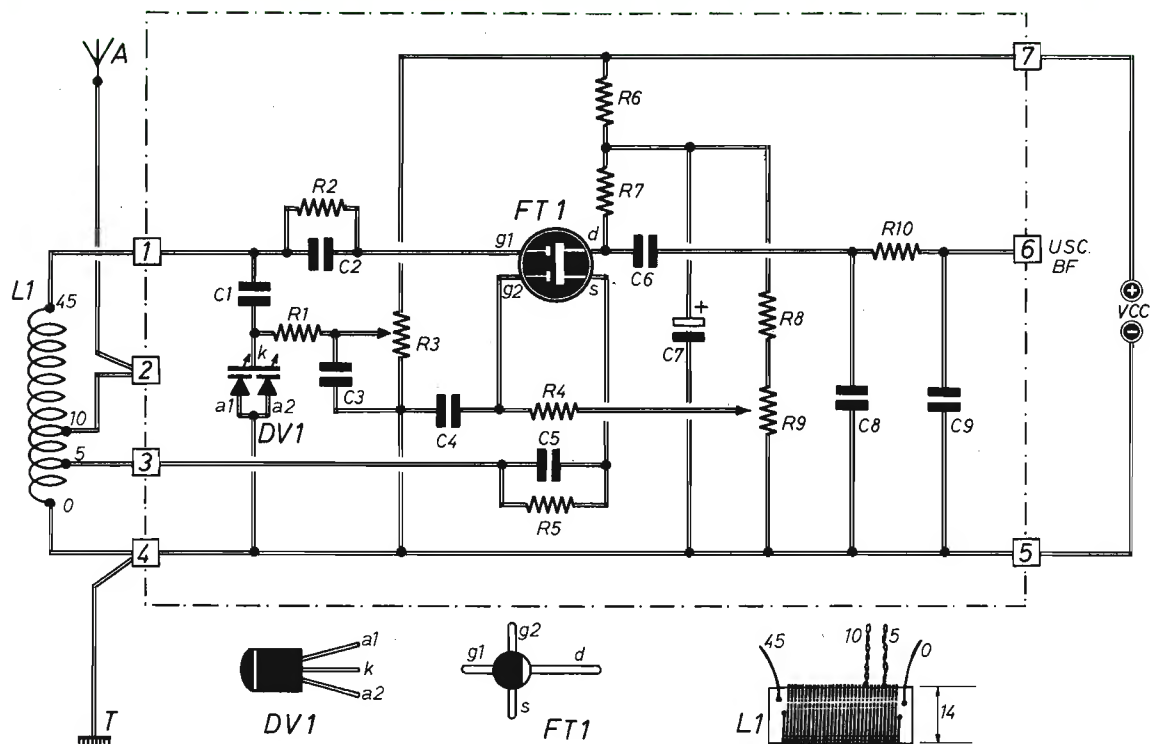 A
7
R6
R2
R7
FT1
g1
d
R10
1
C2
g2
s
C6
6
USC.
BF
L1
45
C1
R1
R3
+
R8
+
VCC
−
k
C3
C7
2
a1
a2
DV1
R4
R9
10
C4
C8
C9
5
3
C5
0
R5
4
5
T
a1
k
a2
DV1
g2
g1
d
s
FT1
45
10
5
0
L1
14